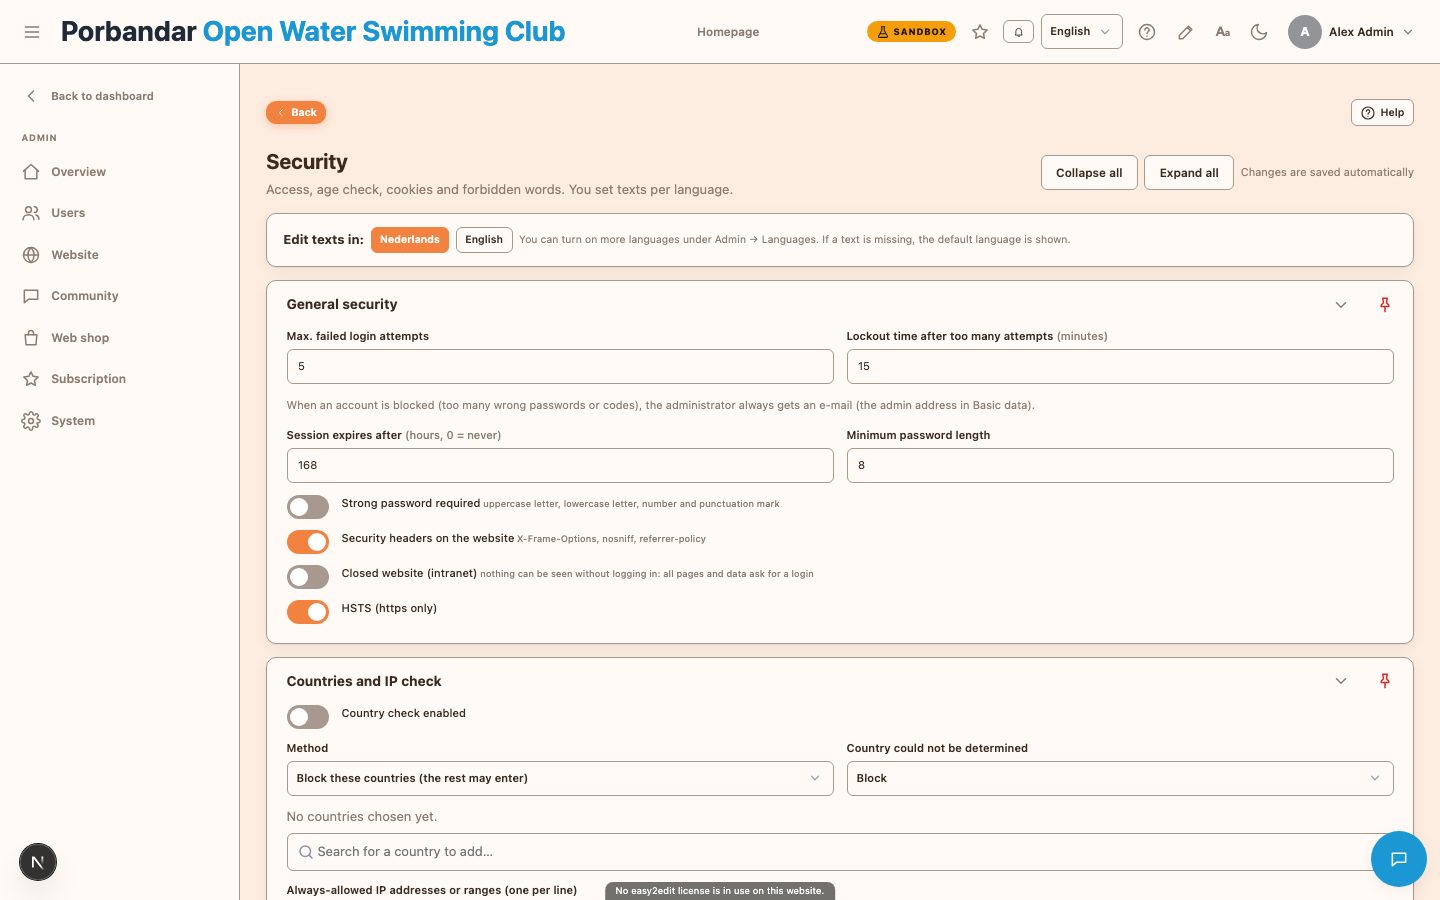 Porbandar Open Water Swimming Club
Homepage
SANDBOX
English
Aa
A
Alex Admin
Back to dashboard
ADMIN
Overview
Users
Website
Community
Web shop
Subscription
System
N
Back
Help
Security
Access, age check, cookies and forbidden words. You set texts per language.
Collapse all
Expand all
Changes are saved automatically
Edit texts in:
Nederlands
English
You can turn on more languages under Admin → Languages. If a text is missing, the default language is shown.
General security
Max. failed login attempts
5
Lockout time after too many attempts (minutes)
15
When an account is blocked (too many wrong passwords or codes), the administrator always gets an e-mail (the admin address in Basic data).
Session expires after (hours, 0 = never)
168
Minimum password length
8
Strong password required uppercase letter, lowercase letter, number and punctuation mark
Security headers on the website X-Frame-Options, nosniff, referrer-policy
Closed website (intranet) nothing can be seen without logging in: all pages and data ask for a login
HSTS (https only)
Countries and IP check
Country check enabled
Method
Block these countries (the rest may enter)
Country could not be determined
Block
No countries chosen yet.
Search for a country to add...
Always-allowed IP addresses or ranges (one per line)
No easy2edit license is in use on this website.